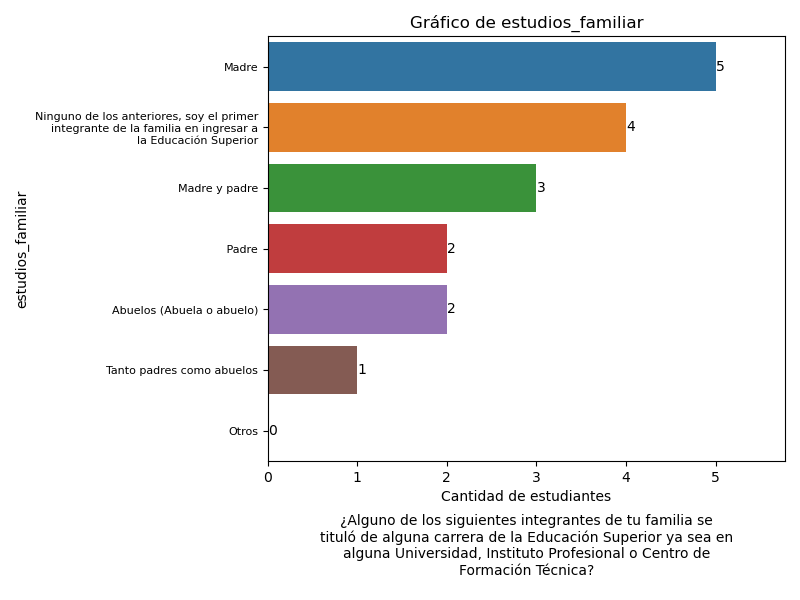 Gráfico de estudios_familiar
estudios_familiar
Madre
5
Ninguno de los anteriores, soy el primer
integrante de la familia en ingresar a
la Educación Superior
4
Madre y padre
3
Padre
2
Abuelos (Abuela o abuelo)
2
Tanto padres como abuelos
1
Otros
0
0 1 2 3 4 5
Cantidad de estudiantes
¿Alguno de los siguientes integrantes de tu familia se
tituló de alguna carrera de la Educación Superior ya sea en
alguna Universidad, Instituto Profesional o Centro de
Formación Técnica?